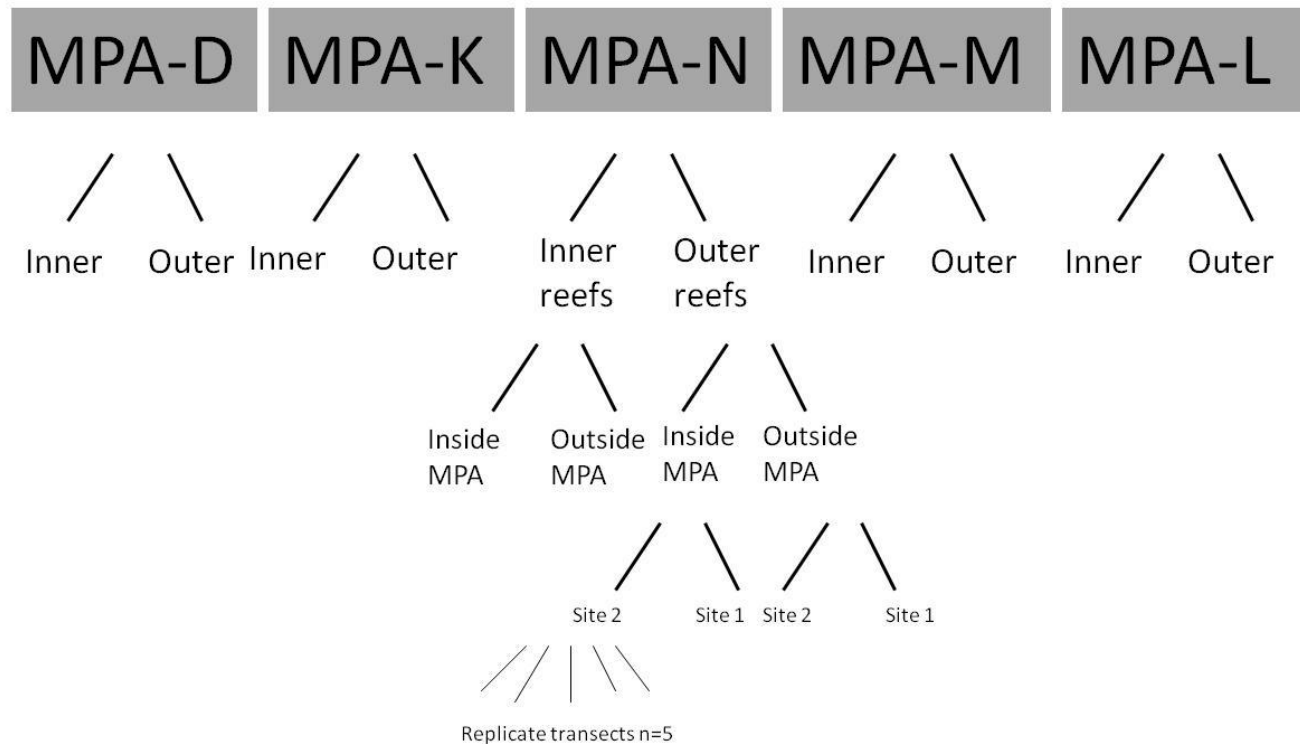 MPA-D MPA-K MPA-N MPA-M MPA-L
Inner Outer Inner Outer Inner reefs Outer reefs Inner Outer Inner Outer
Inside MPA Outside MPA Inside MPA Outside MPA
Site 2 Site 1 Site 2 Site 1
Replicate transects n=5